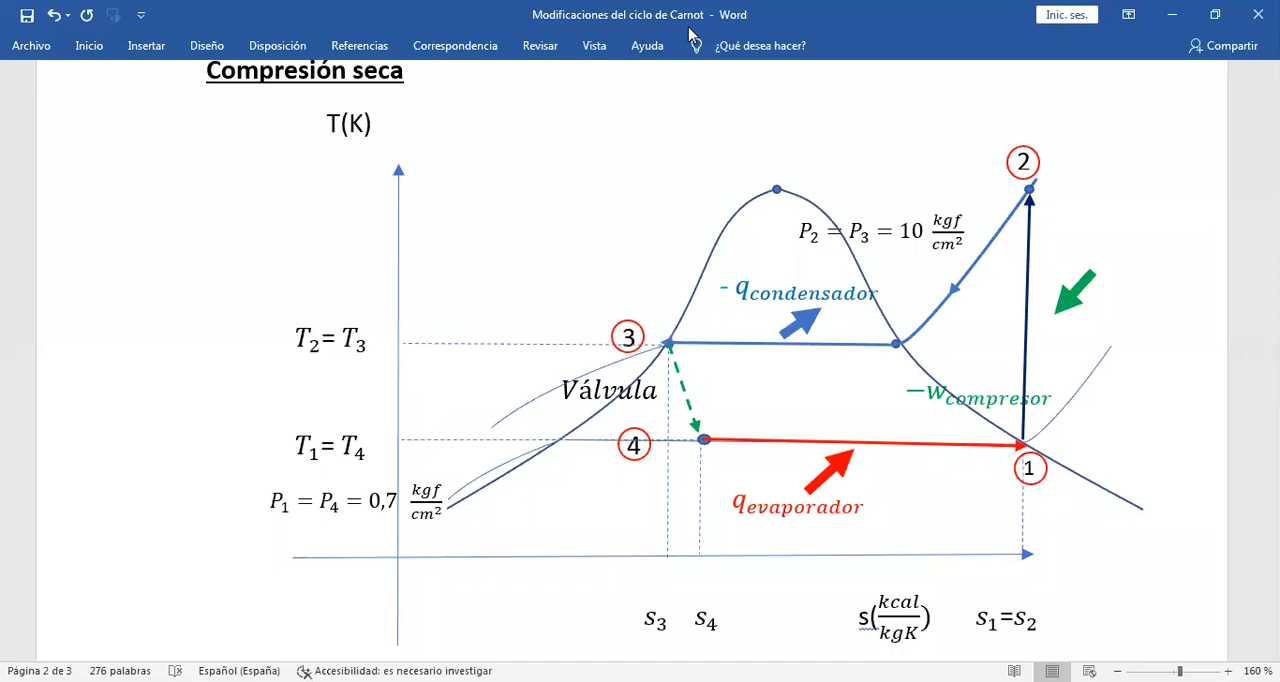 Modificaciones del ciclo de Carnot - Word
Inic. ses.
Archivo Inicio Insertar Diseño Disposición Referencias Correspondencia Revisar Vista Ayuda ¿Qué desea hacer? Compartir
Compresión seca
T(K)
2
P₂ = P₃ = 10 kgf/cm²
- q condensador
T₂= T₃
3
Válvula
−w compresor
T₁= T₄
4
1
P₁ = P₄ = 0,7 kgf/cm²
q evaporador
s₃ s₄ s(kcal/kgK) s₁=s₂
Página 2 de 3 276 palabras Español (España) Accesibilidad: es necesario investigar 160 %